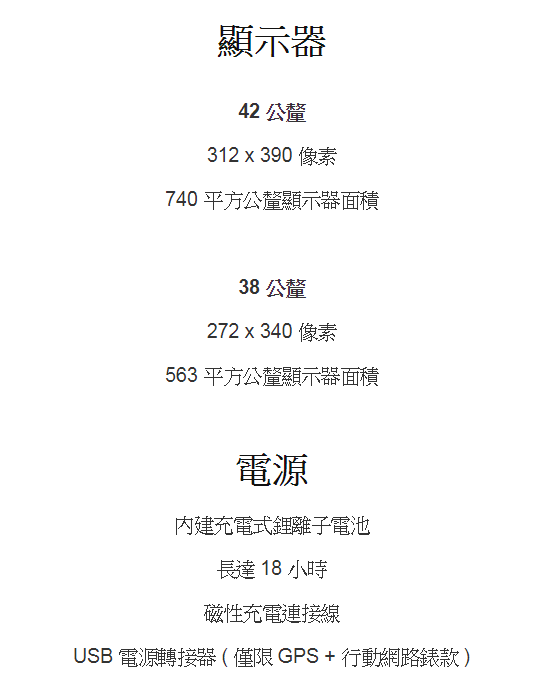 顯示器
42 公釐
312 x 390 像素
740 平方公釐顯示器面積
38 公釐
272 x 340 像素
563 平方公釐顯示器面積
電源
內建充電式鋰離子電池
長達 18 小時
磁性充電連接線
USB 電源轉接器 ( 僅限 GPS + 行動網路錶款 )